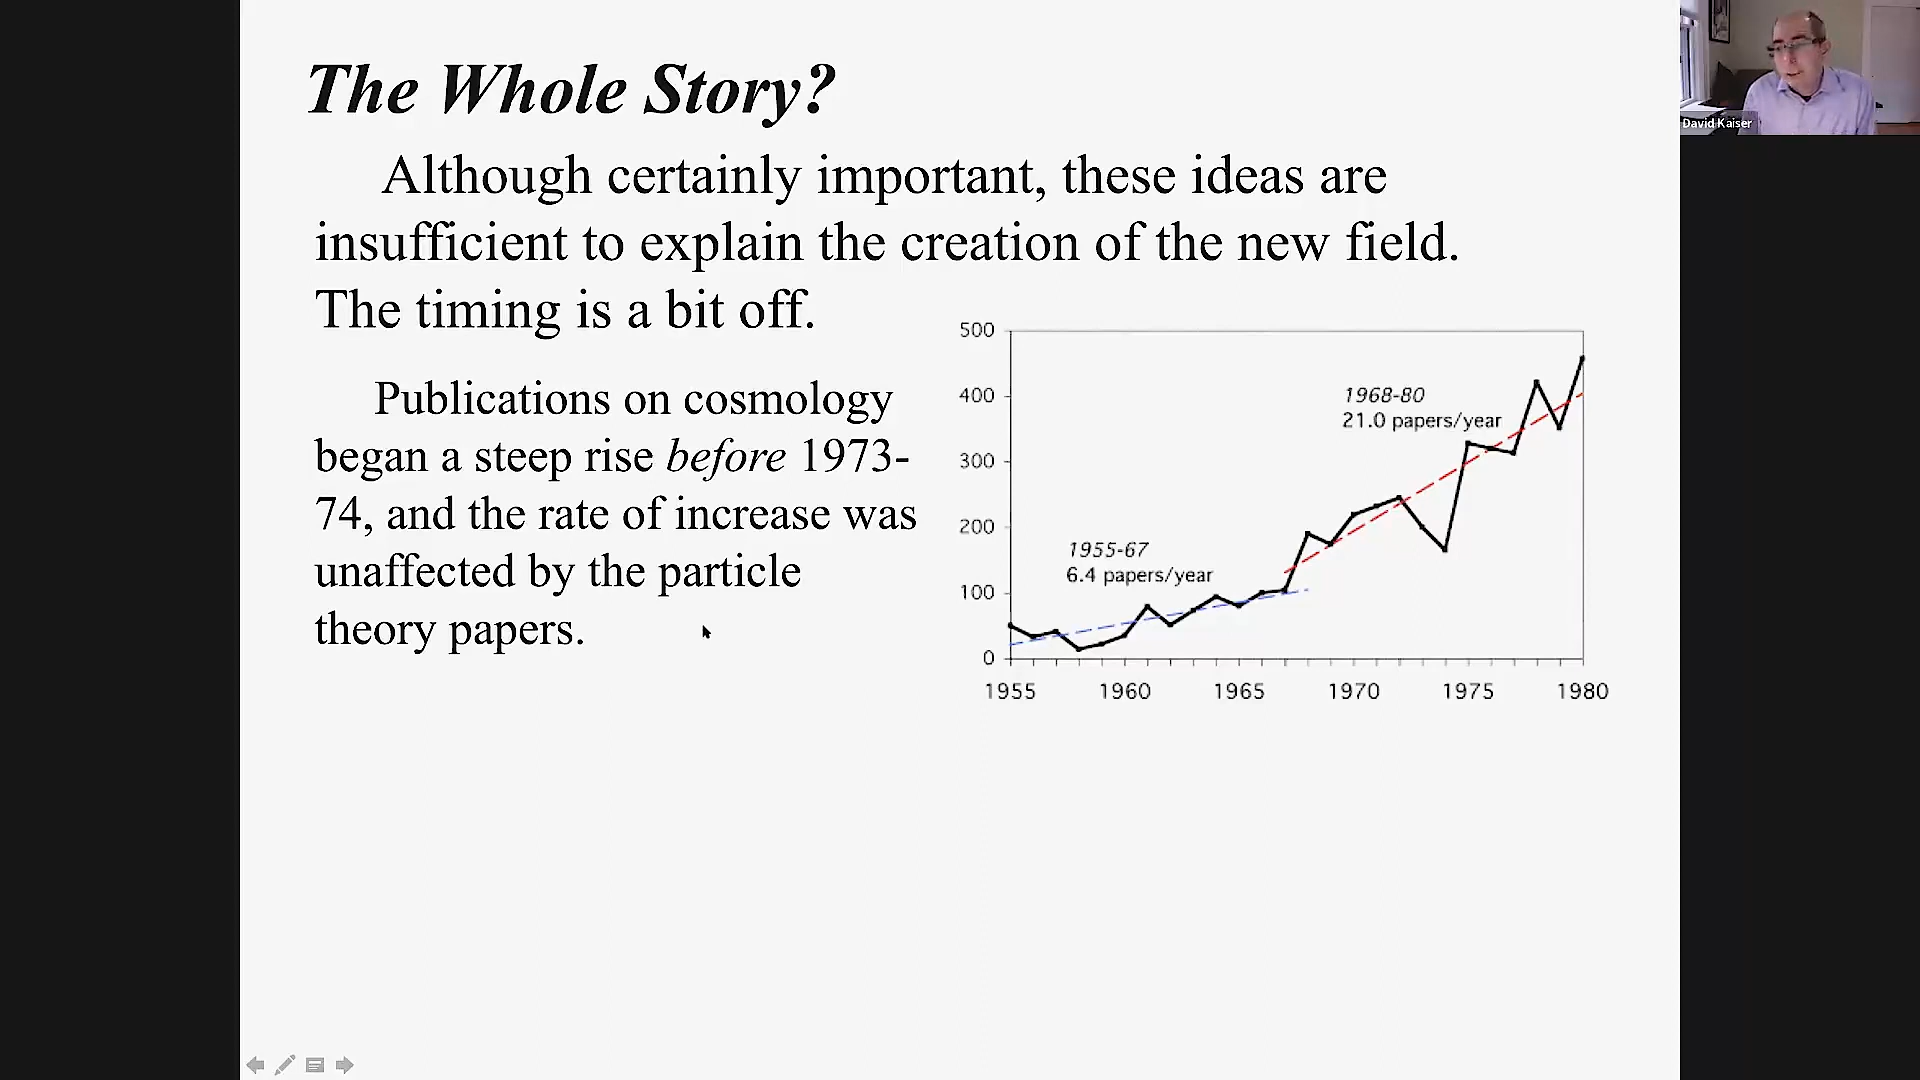 The Whole Story?
Although certainly important, these ideas are
insufficient to explain the creation of the new field.
The timing is a bit off.
Publications on cosmology
began a steep rise before 1973-
74, and the rate of increase was
unaffected by the particle
theory papers.
500
400
300
200
100
0
1968-80
21.0 papers/year
1955-67
6.4 papers/year
1955 1960 1965 1970 1975 1980
David Kaiser